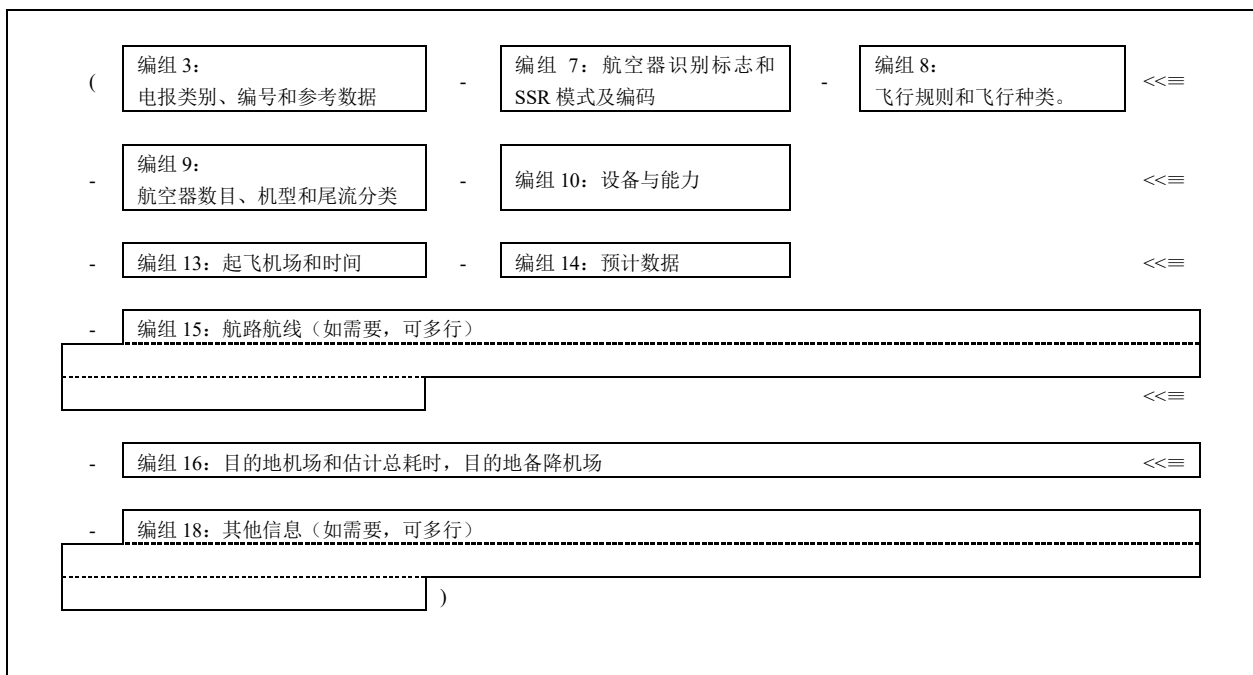 ( 编组 3： - 编组 7：航空器识别标志和 - 编组 8： <<≡
电报类别、编号和参考数据 SSR 模式及编码 飞行规则和飞行种类。
- 编组 9： - 编组 10：设备与能力 <<≡
航空器数目、机型和尾流分类
- 编组 13：起飞机场和时间 - 编组 14：预计数据 <<≡
- 编组 15：航路航线（如需要，可多行）
<<≡
- 编组 16：目的地机场和估计总耗时，目的地备降机场 <<≡
- 编组 18：其他信息（如需要，可多行）
)